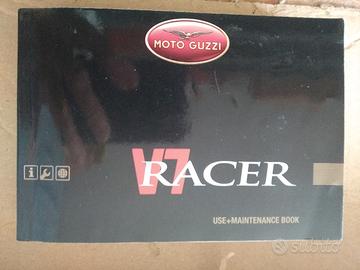 MOTO GUZZI
V7 RACER
USE+MAINTENANCE BOOK
subito